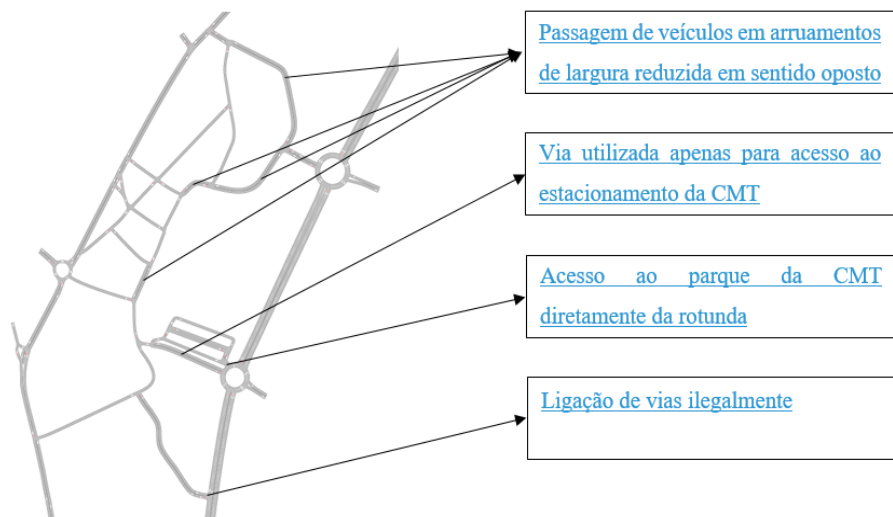 Passagem de veículos em arruamentos
de largura reduzida em sentido oposto
Via utilizada apenas para acesso ao
estacionamento da CMT
Acesso ao parque da CMT
diretamente da rotunda
Ligação de vias ilegalmente